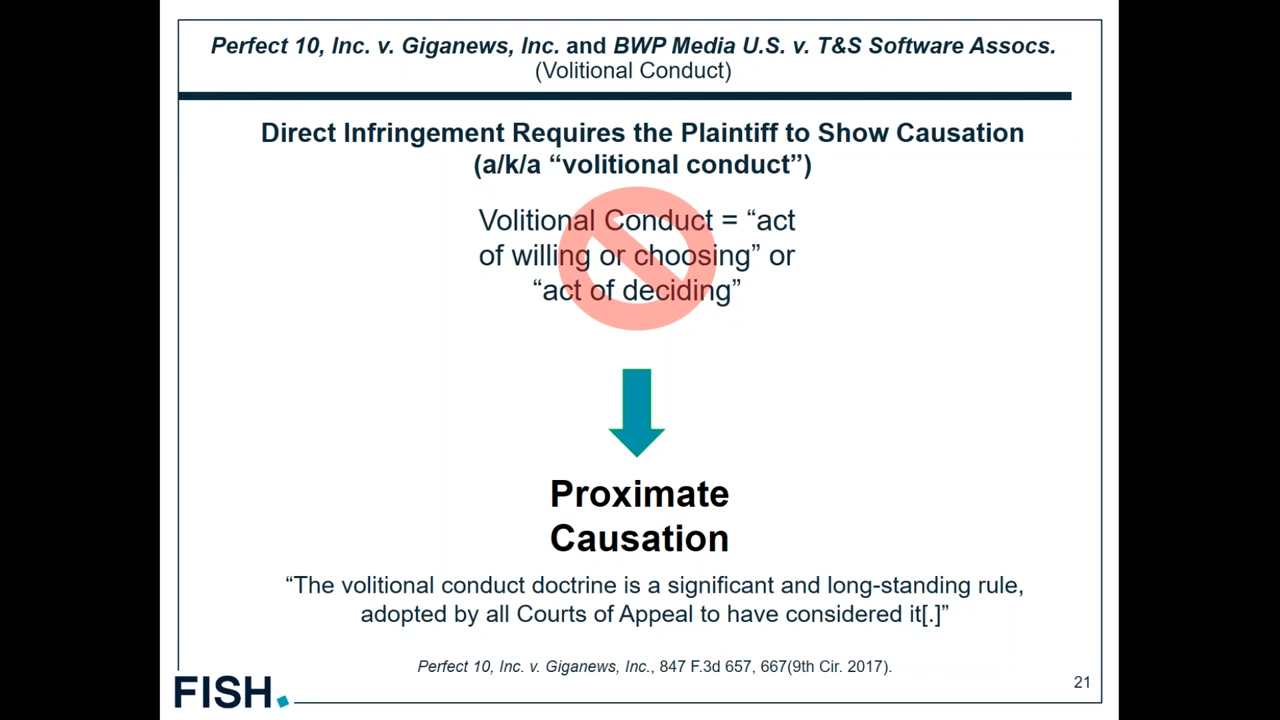 Perfect 10, Inc. v. Giganews, Inc. and BWP Media U.S. v. T&S Software Assocs.
(Volitional Conduct)
Direct Infringement Requires the Plaintiff to Show Causation
(a/k/a “volitional conduct”)
Volitional Conduct = “act
of willing or choosing” or
“act of deciding”
Proximate
Causation
“The volitional conduct doctrine is a significant and long-standing rule,
adopted by all Courts of Appeal to have considered it[.]”
Perfect 10, Inc. v. Giganews, Inc., 847 F.3d 657, 667(9th Cir. 2017).
21
FISH.